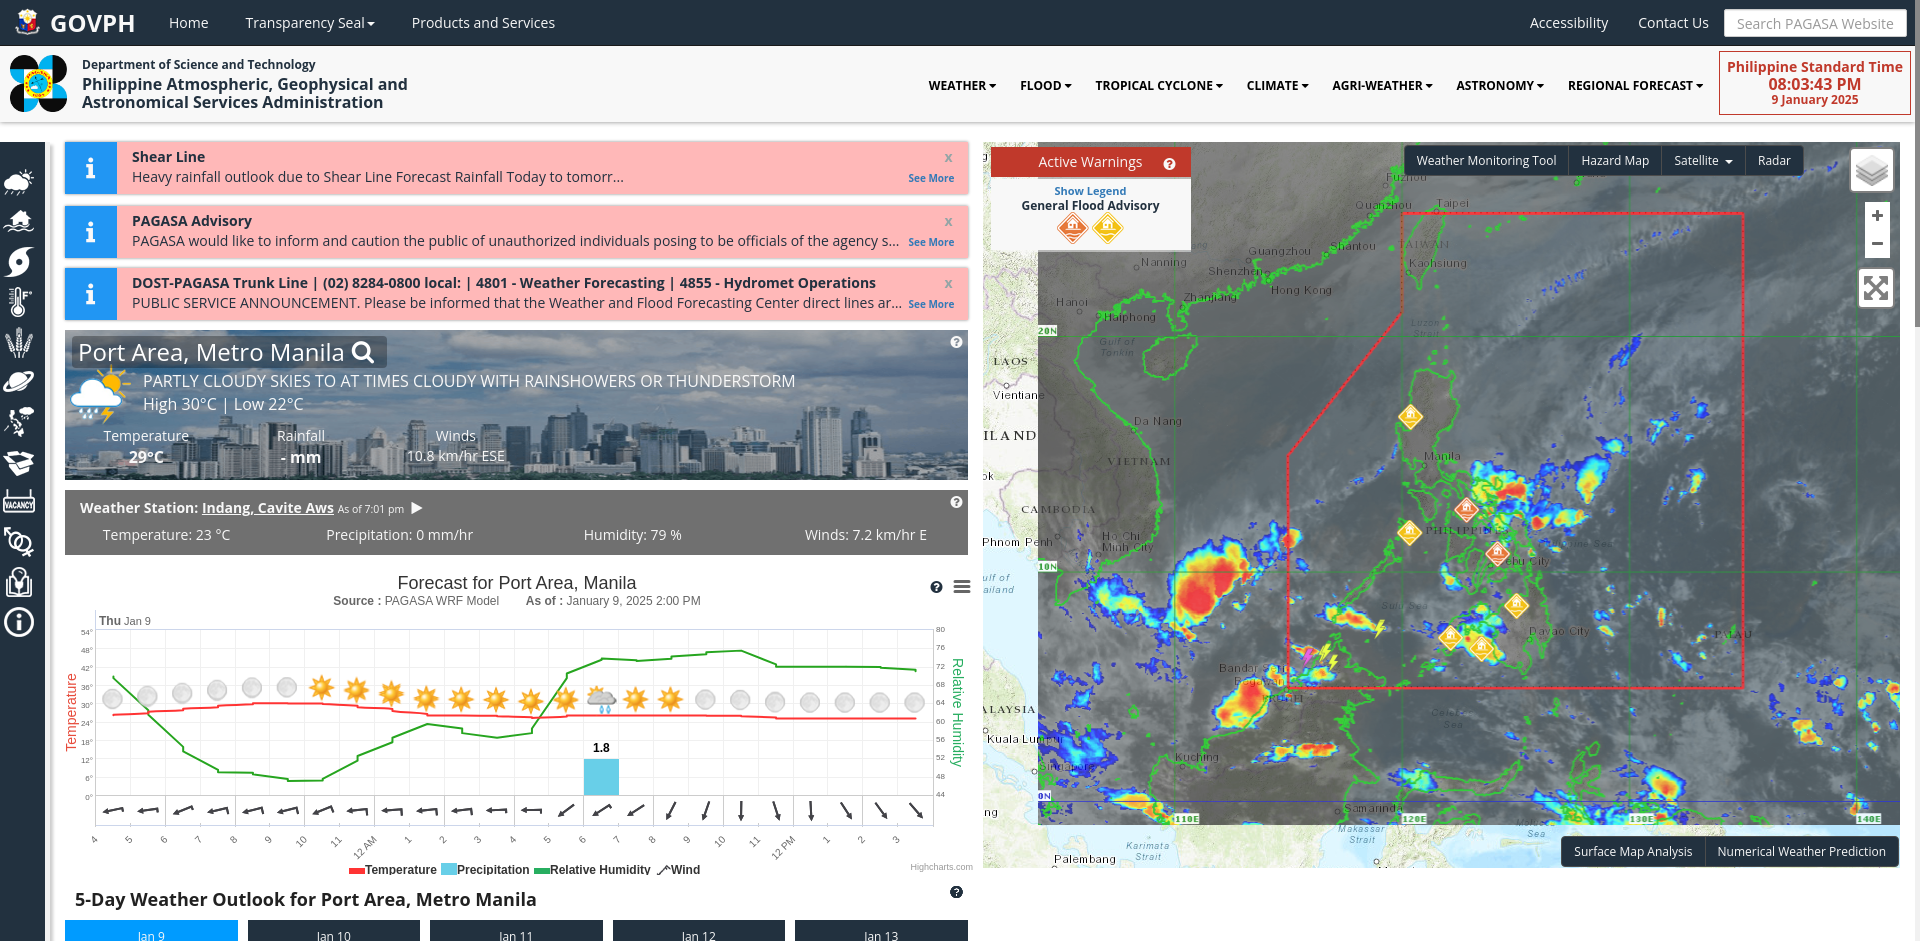 GOVPH
Home
Transparency Seal
Products and Services
Accessibility
Contact Us
Search PAGASA Website
Department of Science and Technology
Philippine Atmospheric, Geophysical and
Astronomical Services Administration
WEATHER
FLOOD
TROPICAL CYCLONE
CLIMATE
AGRI-WEATHER
ASTRONOMY
REGIONAL FORECAST
Philippine Standard Time
08:03:43 PM
9 January 2025
Shear Line
x
Heavy rainfall outlook due to Shear Line Forecast Rainfall Today to tomorr...
See More
PAGASA Advisory
x
PAGASA would like to inform and caution the public of unauthorized individuals posing to be officials of the agency s...
See More
DOST-PAGASA Trunk Line | (02) 8284-0800 local: | 4801 - Weather Forecasting | 4855 - Hydromet Operations
x
PUBLIC SERVICE ANNOUNCEMENT. Please be informed that the Weather and Flood Forecasting Center direct lines ar...
See More
VACANCY
Port Area, Metro Manila
PARTLY CLOUDY SKIES TO AT TIMES CLOUDY WITH RAINSHOWERS OR THUNDERSTORM
High 30°C | Low 22°C
Temperature
Rainfall
Winds
29°C
- mm
10.8 km/hr ESE
Weather Station: Indang, Cavite Aws As of 7:01 pm
Temperature: 23 °C
Precipitation: 0 mm/hr
Humidity: 79 %
Winds: 7.2 km/hr E
Forecast for Port Area, Manila
Source : PAGASA WRF Model As of : January 9, 2025 2:00 PM
Thu Jan 9
Temperature
54°
48°
42°
36°
30°
24°
18°
12°
6°
0°
80
76
72
68
64
60
56
52
48
44
Relative Humidity
1.8
4
5
6
7
8
9
10
11
12 AM
1
2
3
4
5
6
7
8
9
10
11
12 PM
1
2
3
Temperature
Precipitation
Relative Humidity
Wind
Highcharts.com
5-Day Weather Outlook for Port Area, Metro Manila
Jan 9
Jan 10
Jan 11
Jan 12
Jan 13
Active Warnings
Show Legend
General Flood Advisory
Weather Monitoring Tool
Hazard Map
Satellite
Radar
+
−
Fuzhou
Quanzhou
Taipei
TAIWAN
Kaohsiung
Guangzhou
Shantou
Nanning
Shenzhen
Hong Kong
Zhanjiang
Hanoi
Haiphong
Gulf of
Tonkin
Luzon
Strait
20N
LAOS
Vientiane
Da Nang
ILAND
VIETNAM
Manila
ok
CAMBODIA
PHILIPPINES
Phnom Penh
Ho Chi
Minh City
ebu City
10N
ulf of
ailand
Sulu Sea
Davao City
PALAU
Bandar Seri
Begawan
BRUNEI
ALAYSIA
Celebes
Sea
Kuala Lumpur
Kuching
Singapore
0N
Samarinda
ng
110E
120E
130E
140E
Makassar
Strait
Molucca
Sea
Karimata
Strait
Palembang
Surface Map Analysis
Numerical Weather Prediction